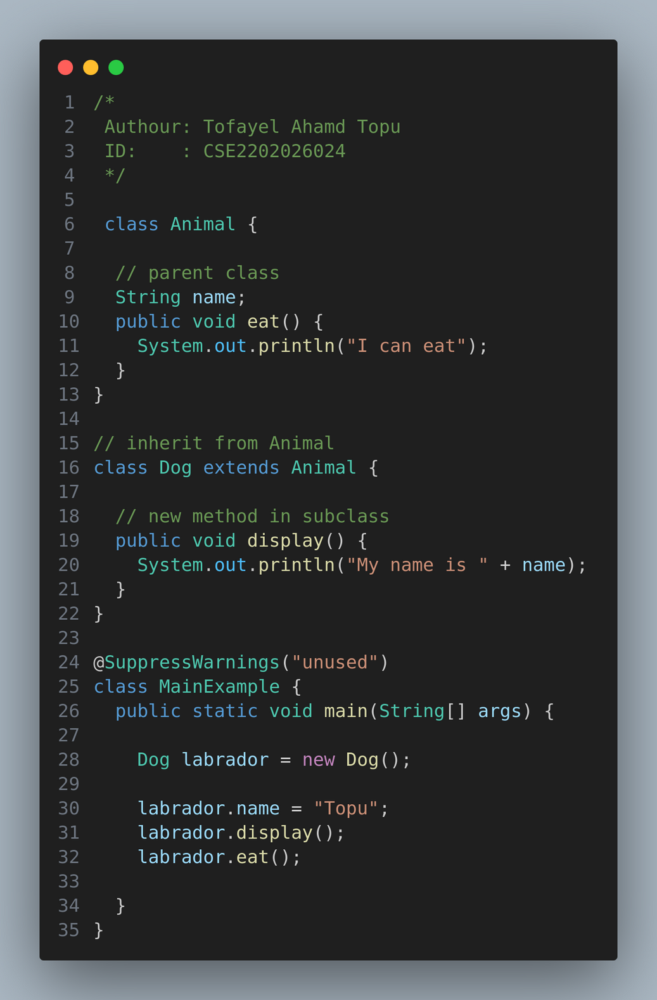 1 /*
2  Authour: Tofayel Ahamd Topu
3  ID:    : CSE2202026024
4  */
5
6  class Animal {
7
8   // parent class
9   String name;
10   public void eat() {
11     System.out.println("I can eat");
12   }
13 }
14
15 // inherit from Animal
16 class Dog extends Animal {
17
18   // new method in subclass
19   public void display() {
20     System.out.println("My name is " + name);
21   }
22 }
23
24 @SuppressWarnings("unused")
25 class MainExample {
26   public static void main(String[] args) {
27
28     Dog labrador = new Dog();
29
30     labrador.name = "Topu";
31     labrador.display();
32     labrador.eat();
33
34   }
35 }